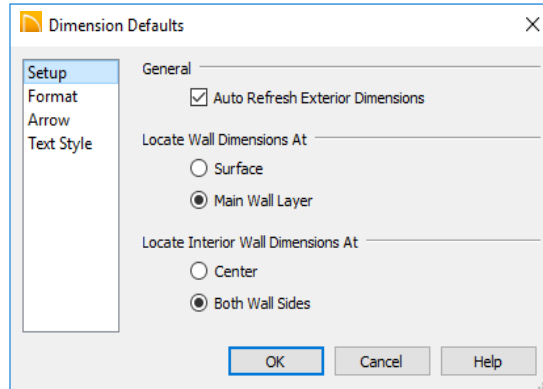 Dimension Defaults
Setup
Format
Arrow
Text Style
General
Auto Refresh Exterior Dimensions
Locate Wall Dimensions At
Surface
Main Wall Layer
Locate Interior Wall Dimensions At
Center
Both Wall Sides
OK Cancel Help